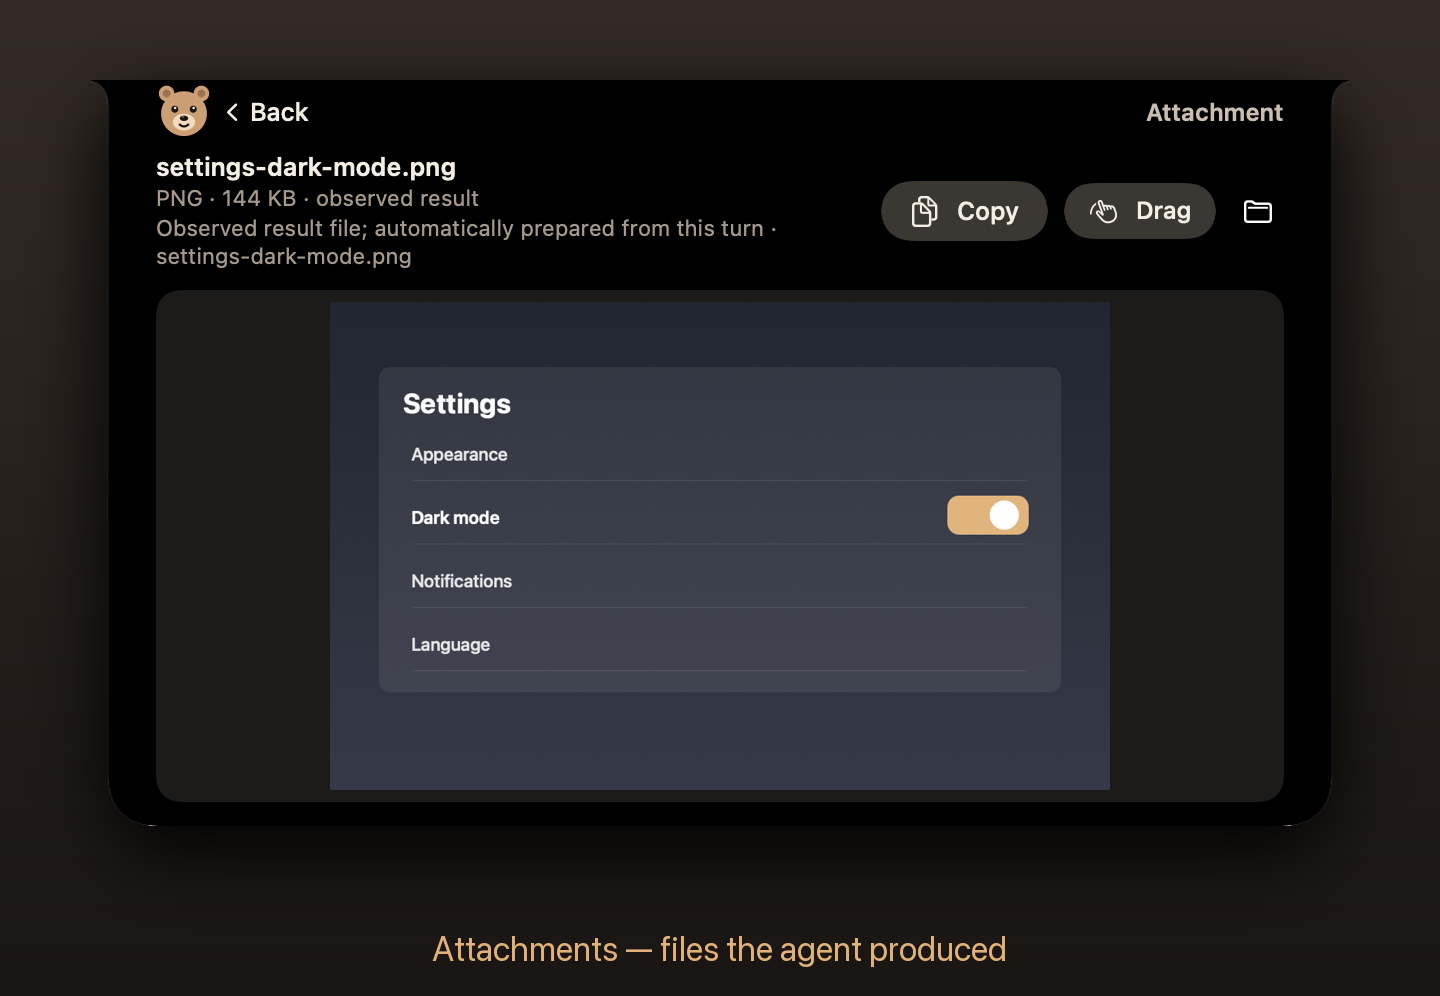 Back
Attachment
settings-dark-mode.png
PNG · 144 KB · observed result
Observed result file; automatically prepared from this turn ·
settings-dark-mode.png
Copy
Drag
Settings
Appearance
Dark mode
Notifications
Language
Attachments — files the agent produced